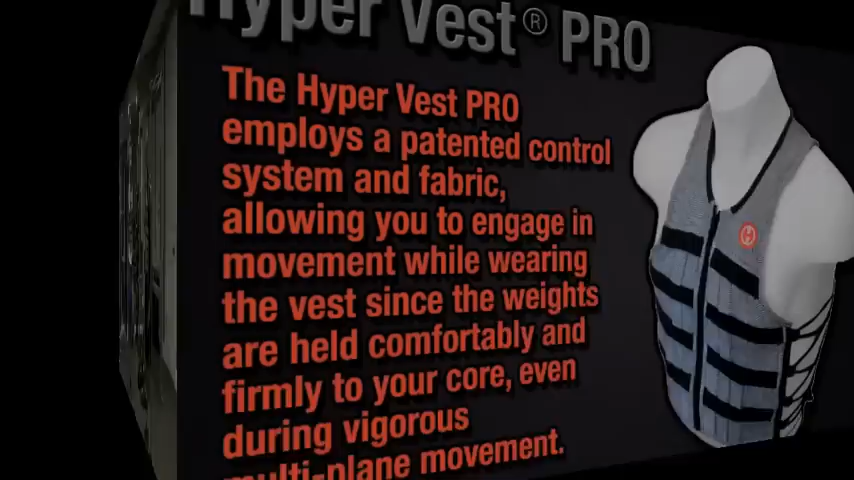 Hyper Vest® PRO
The Hyper Vest PRO
employs a patented control
system and fabric,
allowing you to engage in
movement while wearing
the vest since the weights
are held comfortably and
firmly to your core, even
during vigorous
multi-plane movement.